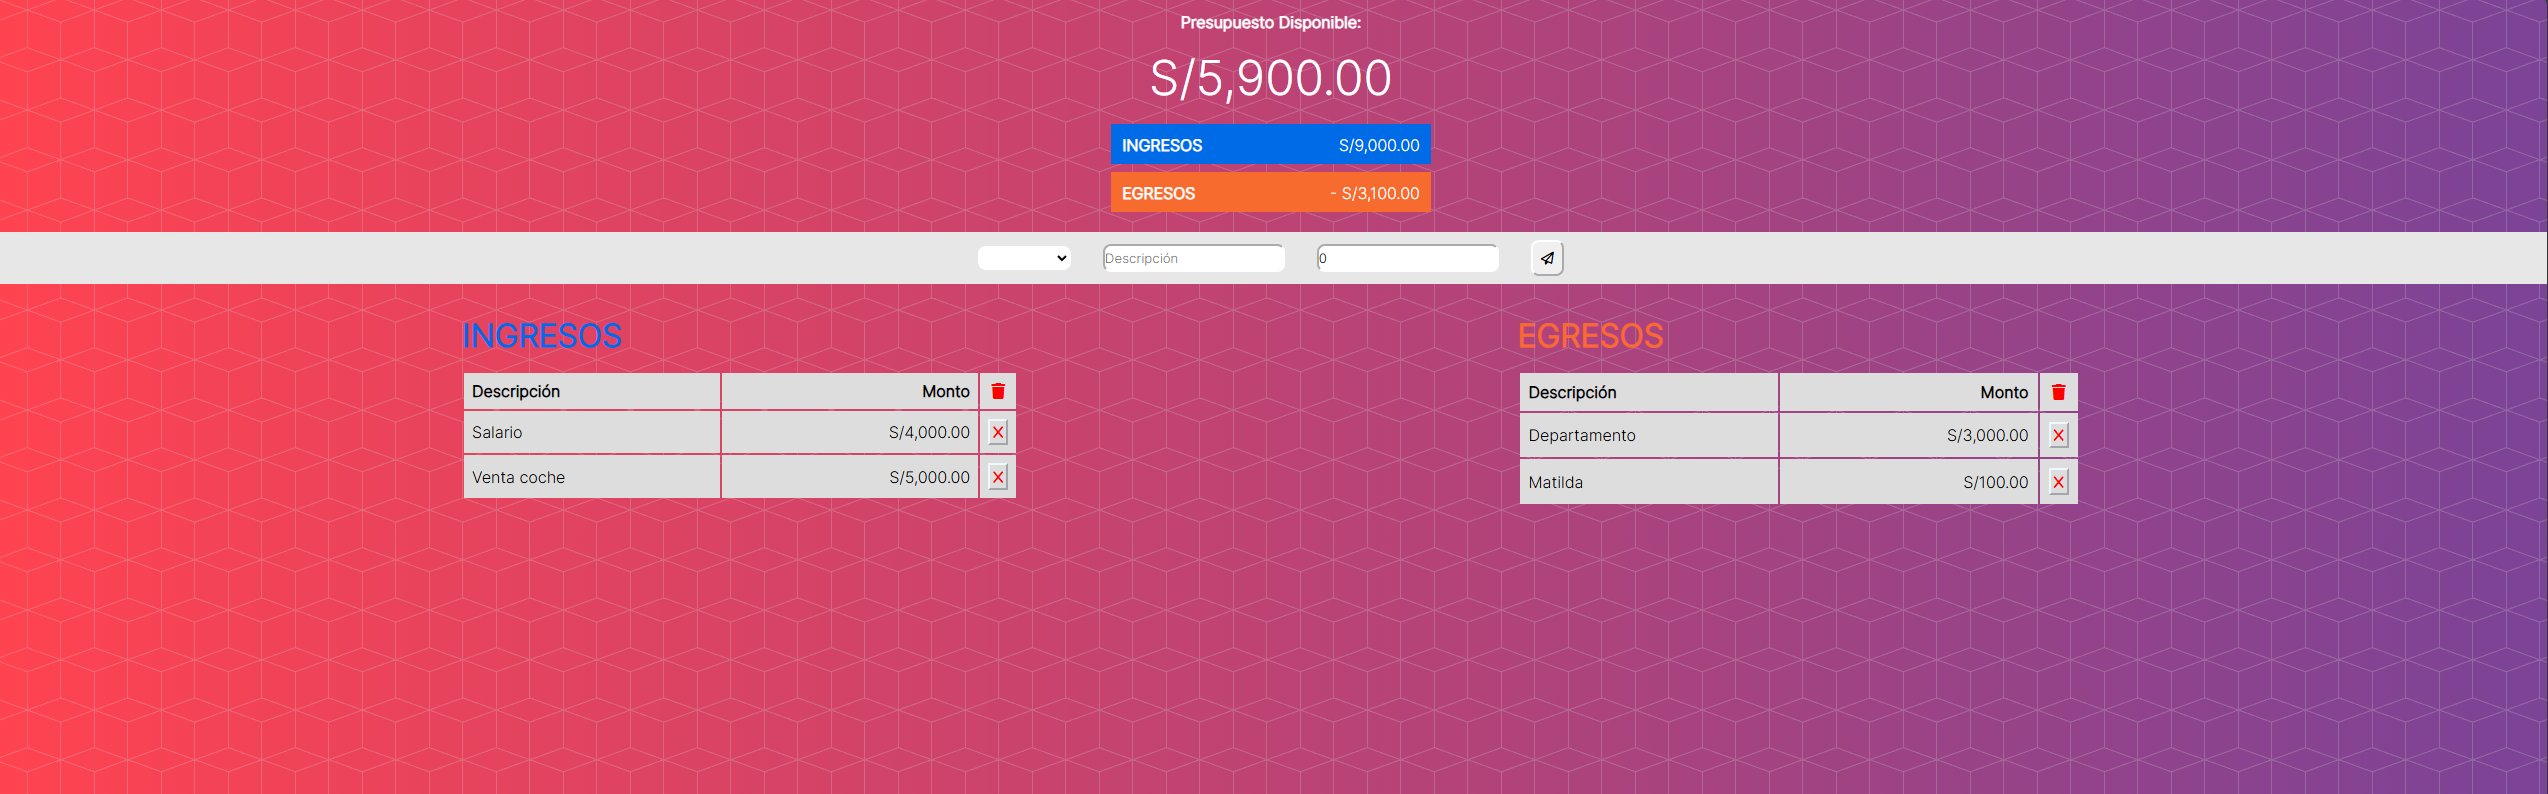 Presupuesto Disponible:
S/5,900.00
INGRESOS S/9,000.00
EGRESOS - S/3,100.00
Descripción 0
INGRESOS
Descripción Monto
Salario S/4,000.00 X
Venta coche S/5,000.00 X
EGRESOS
Descripción Monto
Departamento S/3,000.00 X
Matilda S/100.00 X